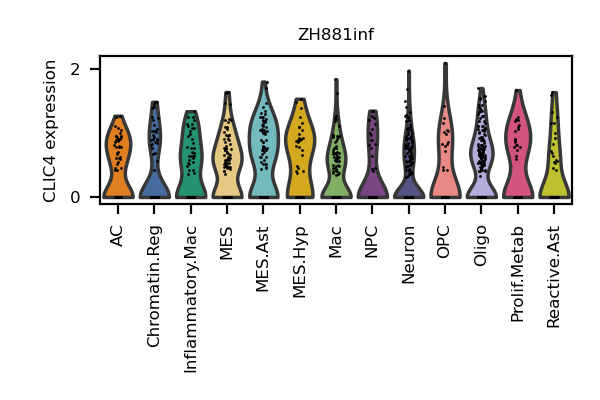 ZH881inf
CLIC4 expression
2
0
AC
Chromatin.Reg
Inflammatory.Mac
MES
MES.Ast
MES.Hyp
Mac
NPC
Neuron
OPC
Oligo
Prolif.Metab
Reactive.Ast